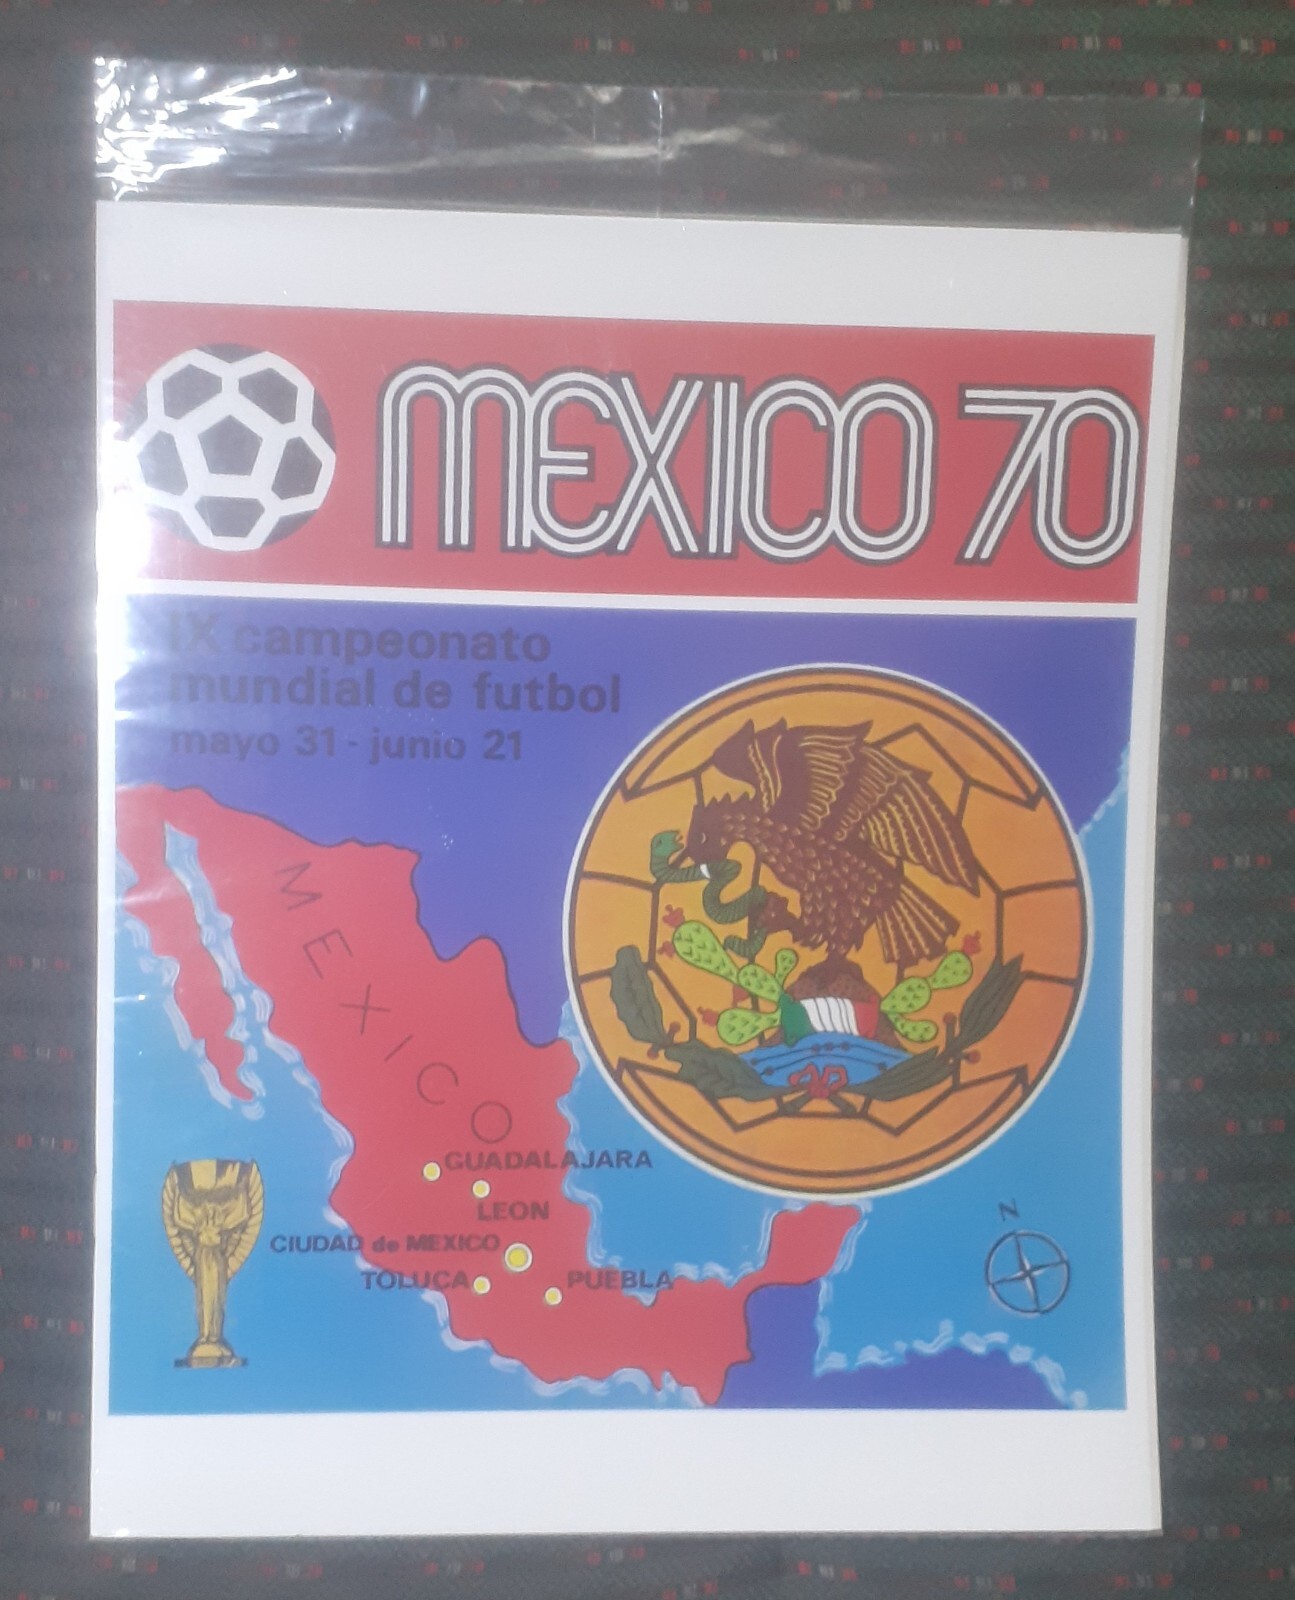 MEXICO 70
IX campeonato
mundial de futbol
mayo 31 - junio 21
MEXICO
GUADALAJARA
LEON
CIUDAD de MEXICO
TOLUCA
PUEBLA
N